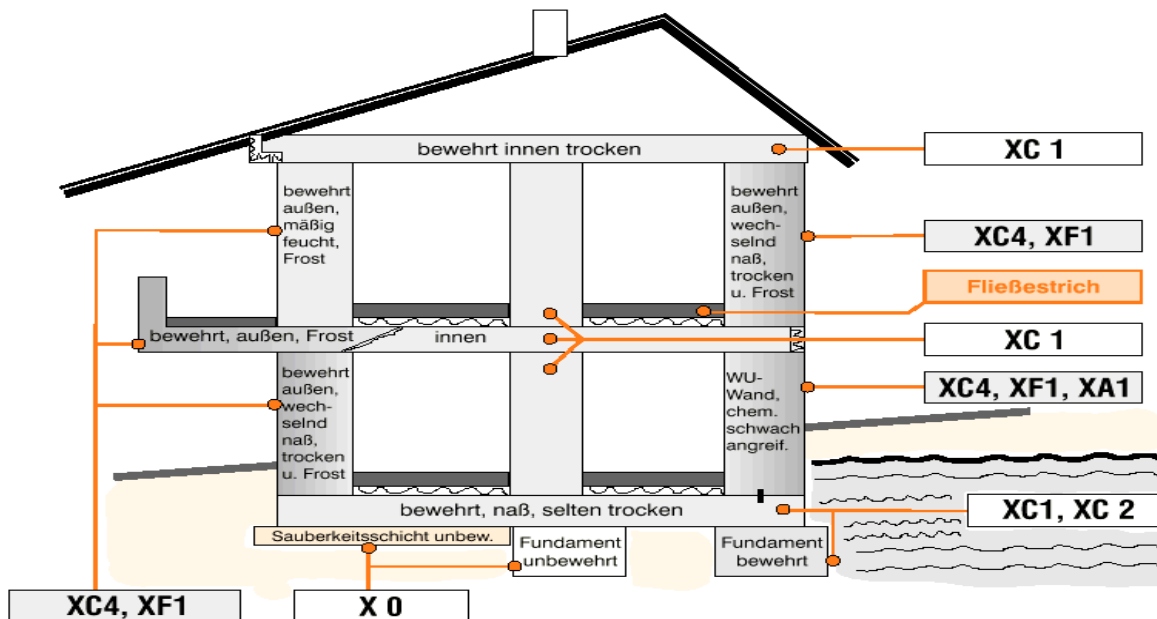 bewehrt innen trocken
XC 1
bewehrt
außen,
mäßig
feucht,
Frost
bewehrt
außen,
wech-
selnd
naß,
trocken
u. Frost
XC4, XF1
Fließestrich
bewehrt, außen, Frost
innen
XC 1
bewehrt
außen,
wech-
selnd
naß,
trocken
u. Frost
WU-
Wand,
chem.
schwach
angreif.
XC4, XF1, XA1
bewehrt, naß, selten trocken
XC1, XC 2
Sauberkeitsschicht unbew.
Fundament
unbewehrt
Fundament
bewehrt
XC4, XF1
X 0